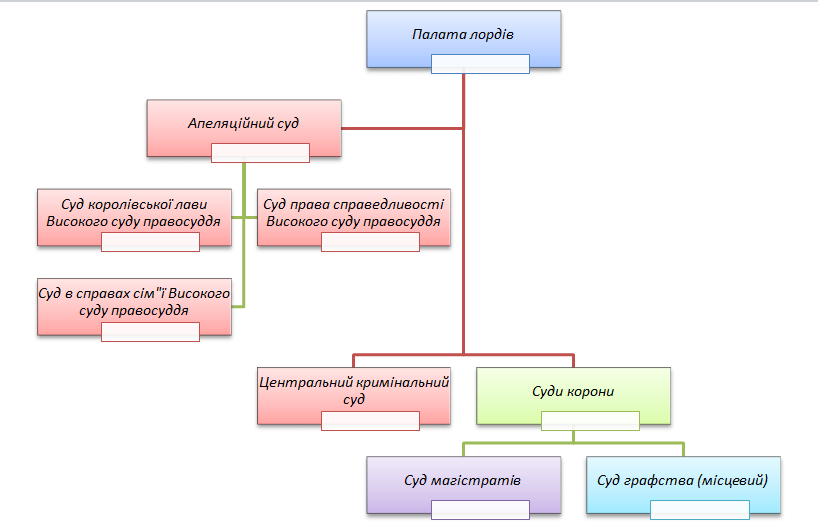 Палата лордів
Апеляційний суд
Суд королівської лави
Високого суду правосуддя
Суд права справедливості
Високого суду правосуддя
Суд в справах сім"ї Високого
суду правосуддя
Центральний кримінальний
суд
Суди корони
Суд магістратів
Суд графства (місцевий)